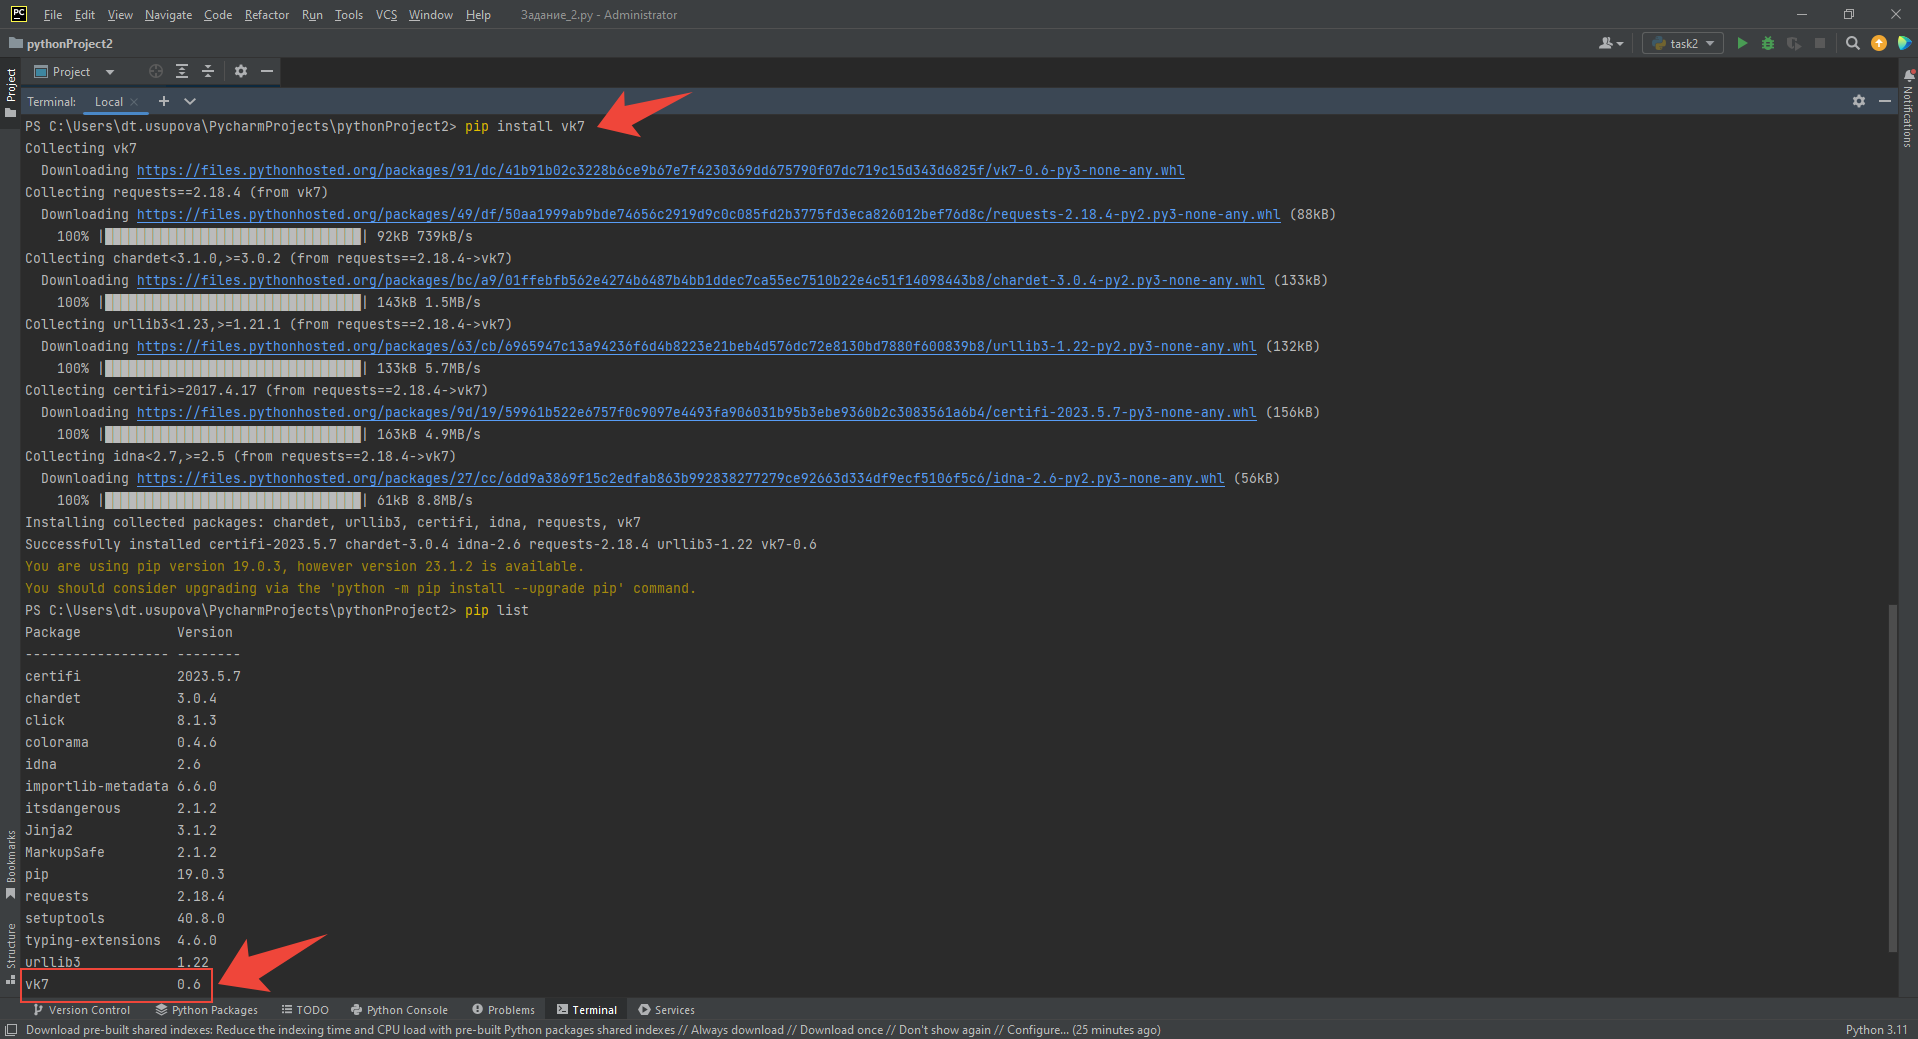 PC File Edit View Navigate Code Refactor Run Tools VCS Window Help Задание_2.py - Administrator
pythonProject2
task2
Project
Project
Notifications
Terminal: Local
PS C:\Users\dt.usupova\PycharmProjects\pythonProject2> pip install vk7
Collecting vk7
Downloading https://files.pythonhosted.org/packages/91/dc/41b91b02c3228b6ce9b67e7f4230369dd675790f07dc719c15d343d6825f/vk7-0.6-py3-none-any.whl
Collecting requests==2.18.4 (from vk7)
Downloading https://files.pythonhosted.org/packages/49/df/50aa1999ab9bde74656c2919d9c0c085fd2b3775fd3eca826012bef76d8c/requests-2.18.4-py2.py3-none-any.whl (88kB)
100% |████████████████████████████████| 92kB 739kB/s
Collecting chardet<3.1.0,>=3.0.2 (from requests==2.18.4->vk7)
Downloading https://files.pythonhosted.org/packages/bc/a9/01ffebfb562e4274b6487b4bb1ddec7ca55ec7510b22e4c51f14098443b8/chardet-3.0.4-py2.py3-none-any.whl (133kB)
100% |████████████████████████████████| 143kB 1.5MB/s
Collecting urllib3<1.23,>=1.21.1 (from requests==2.18.4->vk7)
Downloading https://files.pythonhosted.org/packages/63/cb/6965947c13a94236f6d4b8223e21beb4d576dc72e8130bd7880f600839b8/urllib3-1.22-py2.py3-none-any.whl (132kB)
100% |████████████████████████████████| 133kB 5.7MB/s
Collecting certifi>=2017.4.17 (from requests==2.18.4->vk7)
Downloading https://files.pythonhosted.org/packages/9d/19/59961b522e6757f0c9097e4493fa906031b95b3ebe9360b2c3083561a6b4/certifi-2023.5.7-py3-none-any.whl (156kB)
100% |████████████████████████████████| 163kB 4.9MB/s
Collecting idna<2.7,>=2.5 (from requests==2.18.4->vk7)
Downloading https://files.pythonhosted.org/packages/27/cc/6dd9a3869f15c2edfab863b992838277279ce92663d334df9ecf5106f5c6/idna-2.6-py2.py3-none-any.whl (56kB)
100% |████████████████████████████████| 61kB 8.8MB/s
Installing collected packages: chardet, urllib3, certifi, idna, requests, vk7
Successfully installed certifi-2023.5.7 chardet-3.0.4 idna-2.6 requests-2.18.4 urllib3-1.22 vk7-0.6
You are using pip version 19.0.3, however version 23.1.2 is available.
You should consider upgrading via the 'python -m pip install --upgrade pip' command.
PS C:\Users\dt.usupova\PycharmProjects\pythonProject2> pip list
Package Version
------------------ --------
certifi 2023.5.7
chardet 3.0.4
click 8.1.3
colorama 0.4.6
idna 2.6
importlib-metadata 6.6.0
itsdangerous 2.1.2
Jinja2 3.1.2
MarkupSafe 2.1.2
pip 19.0.3
requests 2.18.4
setuptools 40.8.0
typing-extensions 4.6.0
urllib3 1.22
vk7 0.6
Bookmarks
Structure
Version Control Python Packages TODO Python Console Problems Terminal Services
Download pre-built shared indexes: Reduce the indexing time and CPU load with pre-built Python packages shared indexes // Always download // Download once // Don't show again // Configure... (25 minutes ago) Python 3.11